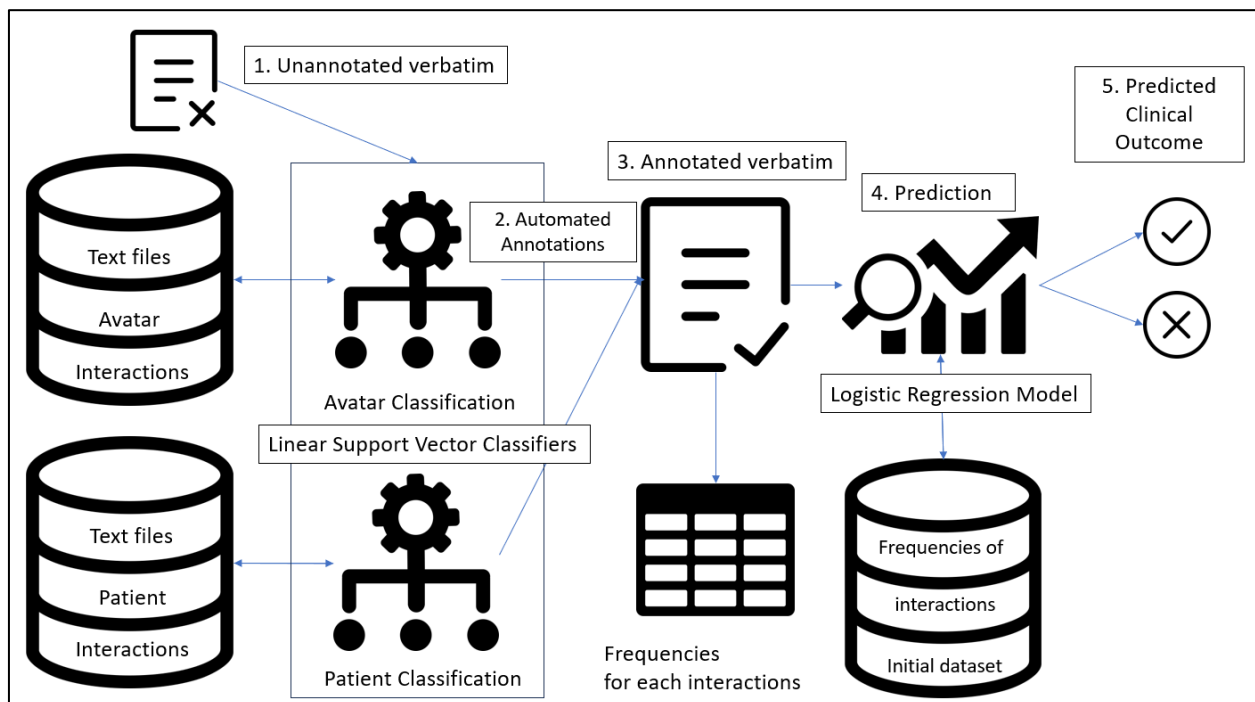 1. Unannotated verbatim
5. Predicted
Clinical
Outcome
3. Annotated verbatim
4. Prediction
2. Automated
Annotations
Text files
Avatar
Interactions
Avatar Classification
Logistic Regression Model
Linear Support Vector Classifiers
Text files
Patient
Interactions
Patient Classification
Frequencies
for each interactions
Frequencies of
interactions
Initial dataset